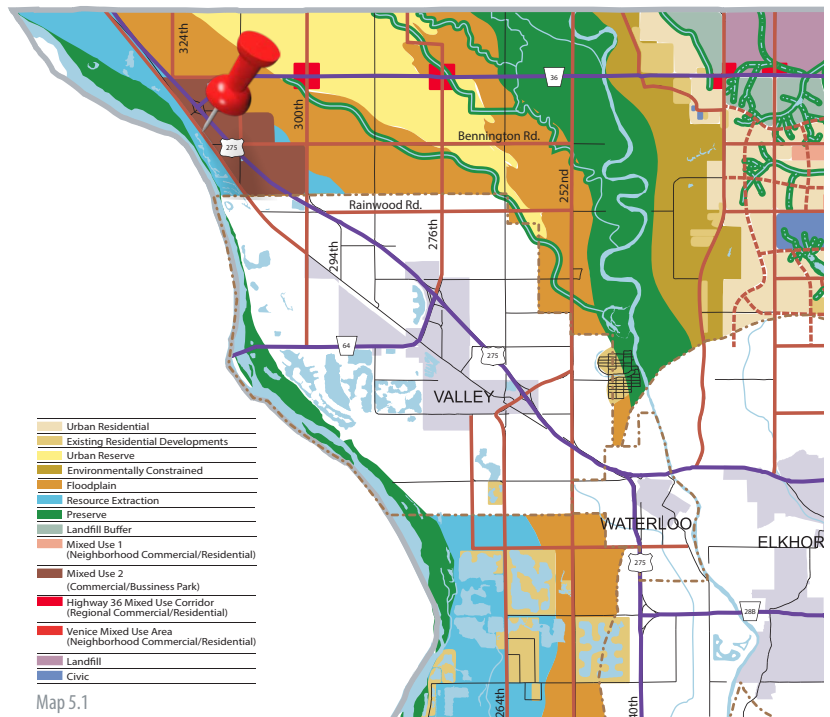 324th
36
300th
Bennington Rd.
275
252nd
Rainwood Rd.
276th
294th
64
275
VALLEY
Urban Residential
Existing Residential Developments
Urban Reserve
Environmentally Constrained
Floodplain
Resource Extraction
Preserve
Landfill Buffer
Mixed Use 1
(Neighborhood Commercial/Residential)
Mixed Use 2
(Commercial/Bussiness Park)
Highway 36 Mixed Use Corridor
(Regional Commercial/Residential)
Venice Mixed Use Area
(Neighborhood Commercial/Residential)
Landfill
Civic
WATERLOO
ELKHOR
275
28B
264th
40th
Map 5.1